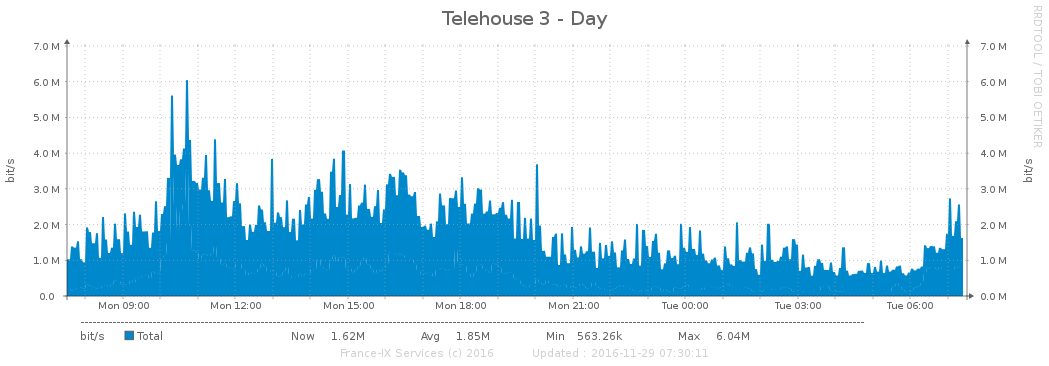 Telehouse 3 - Day
RRDTOOL / TOBI OETIKER
7.0 M 7.0 M
6.0 M 6.0 M
5.0 M 5.0 M
4.0 M 4.0 M
bit/s bit/s
3.0 M 3.0 M
2.0 M 2.0 M
1.0 M 1.0 M
0.0 0.0 M
Mon 09:00 Mon 12:00 Mon 15:00 Mon 18:00 Mon 21:00 Tue 00:00 Tue 03:00 Tue 06:00
bit/s Total Now 1.62M Avg 1.85M Min 563.26k Max 6.04M
France-IX Services (c) 2016 Updated : 2016-11-29 07:30:11